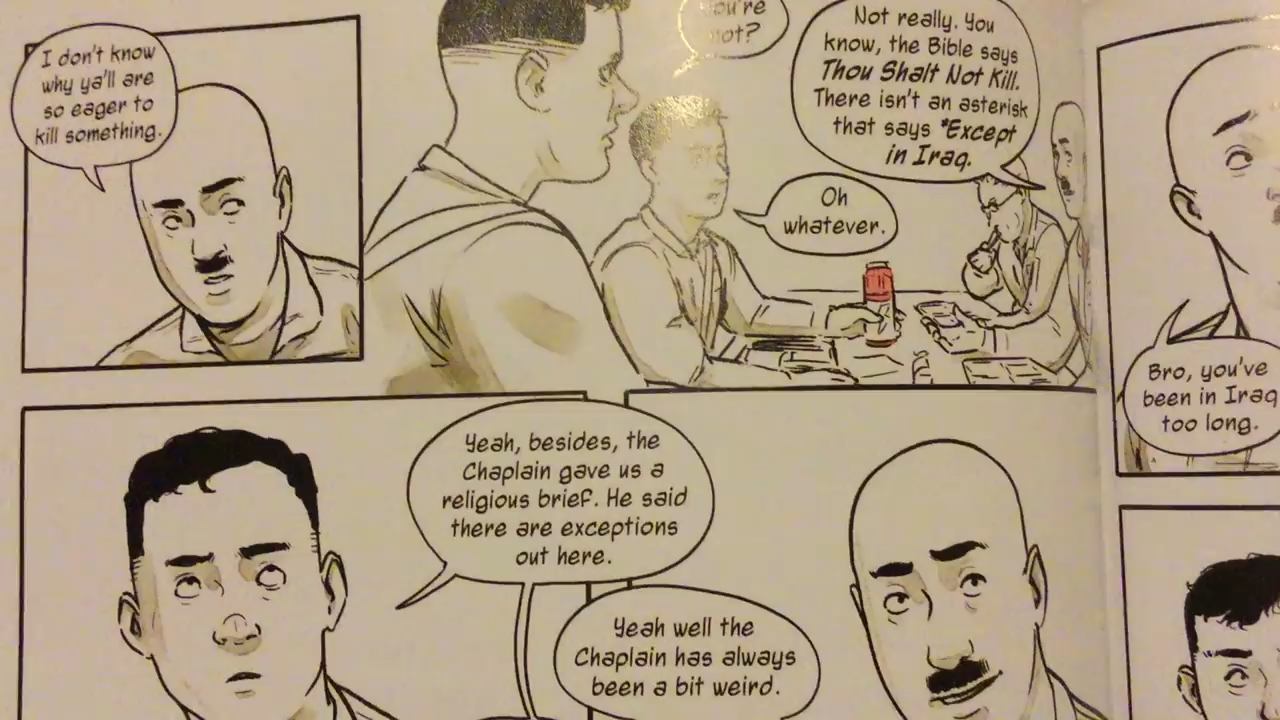 I don't know
why ya'll are
so eager to
kill something.
you're
not?
Not really. You
know, the Bible says
Thou Shalt Not Kill.
There isn't an asterisk
that says *Except
in Iraq.
Oh
whatever.
Bro, you've
been in Iraq
too long.
Yeah, besides, the
Chaplain gave us a
religious brief. He said
there are exceptions
out here.
Yeah well the
Chaplain has always
been a bit weird.